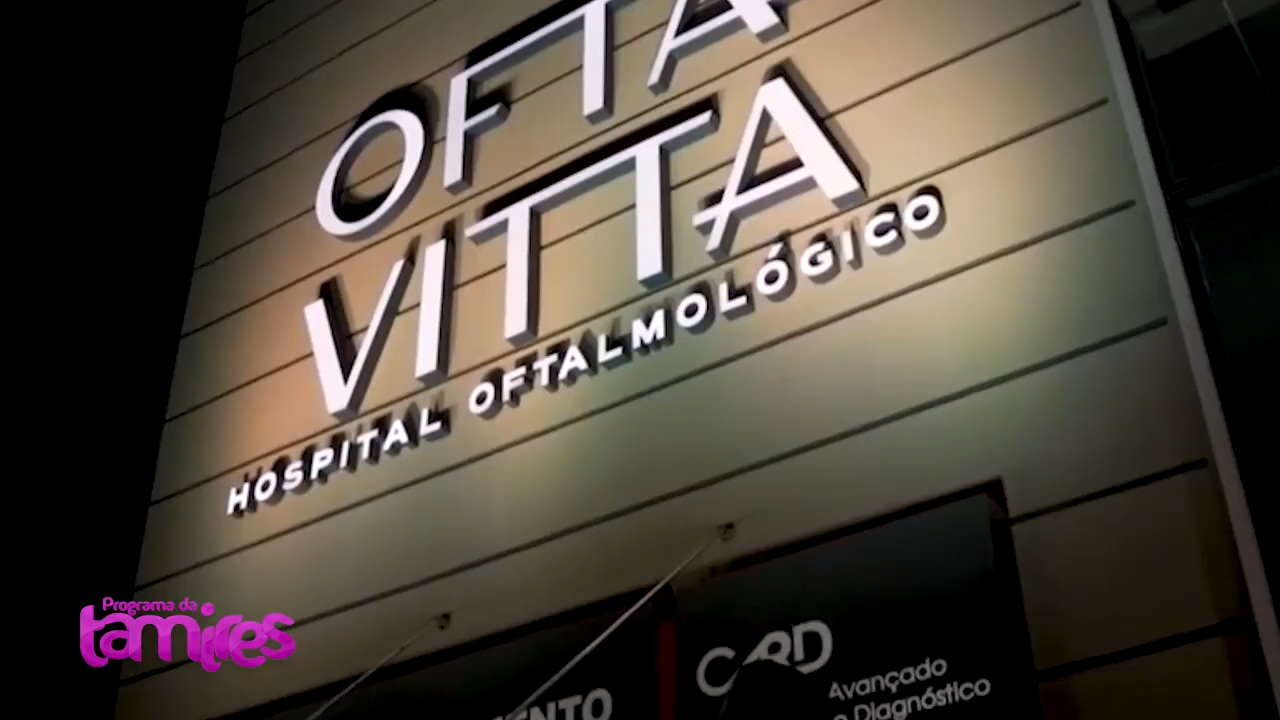 OFTA
VITTA
HOSPITAL OFTALMOLÓGICO
CARD
Avançado
Diagnóstico
Programa da
tamires